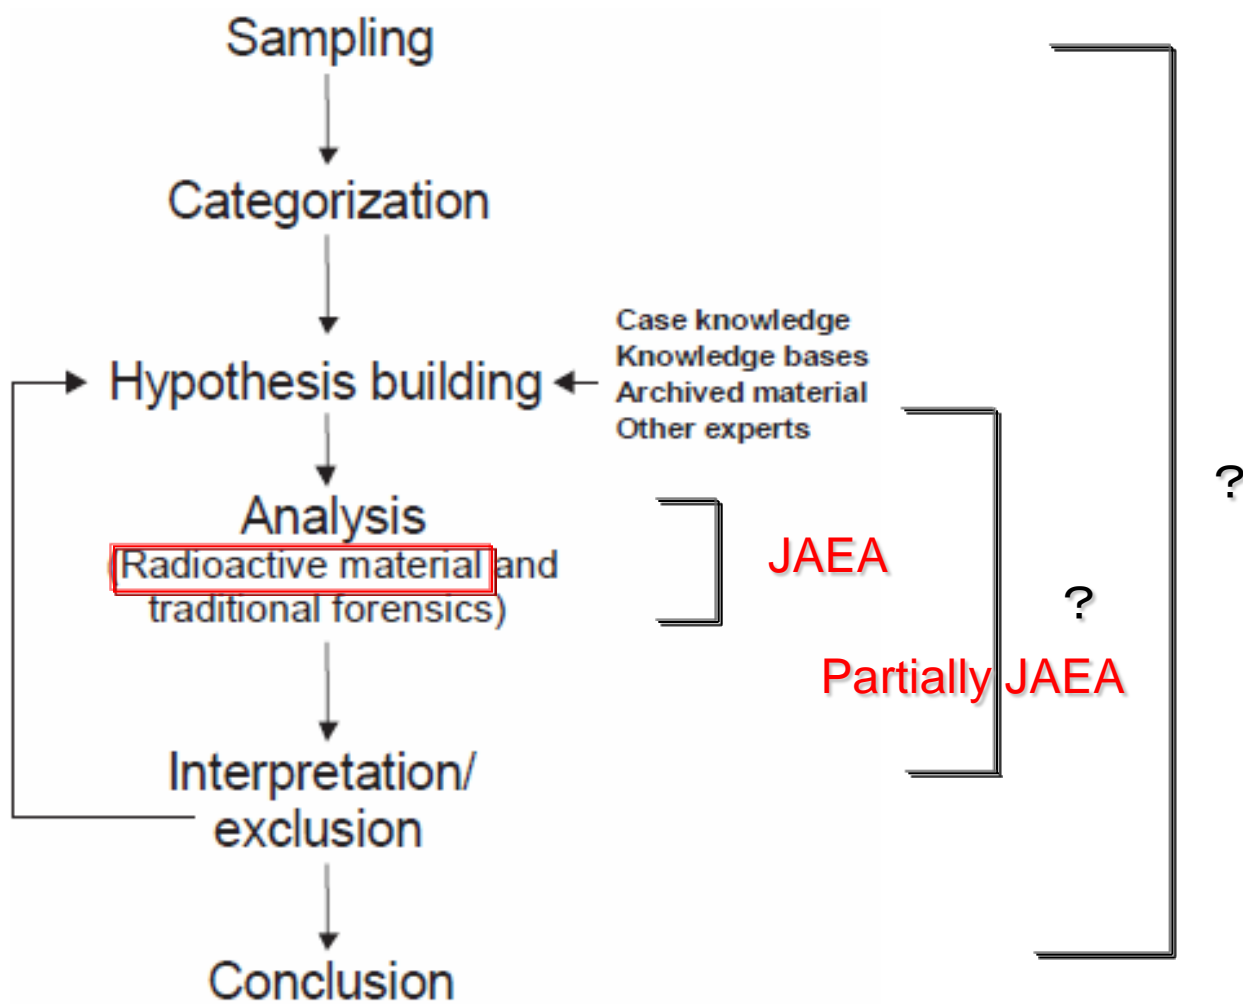 Sampling
Categorization
Case knowledge
Knowledge bases
Archived material
Other experts
Hypothesis building
?
Analysis
(Radioactive material and
traditional forensics)
JAEA
?
Partially JAEA
Interpretation/
exclusion
Conclusion